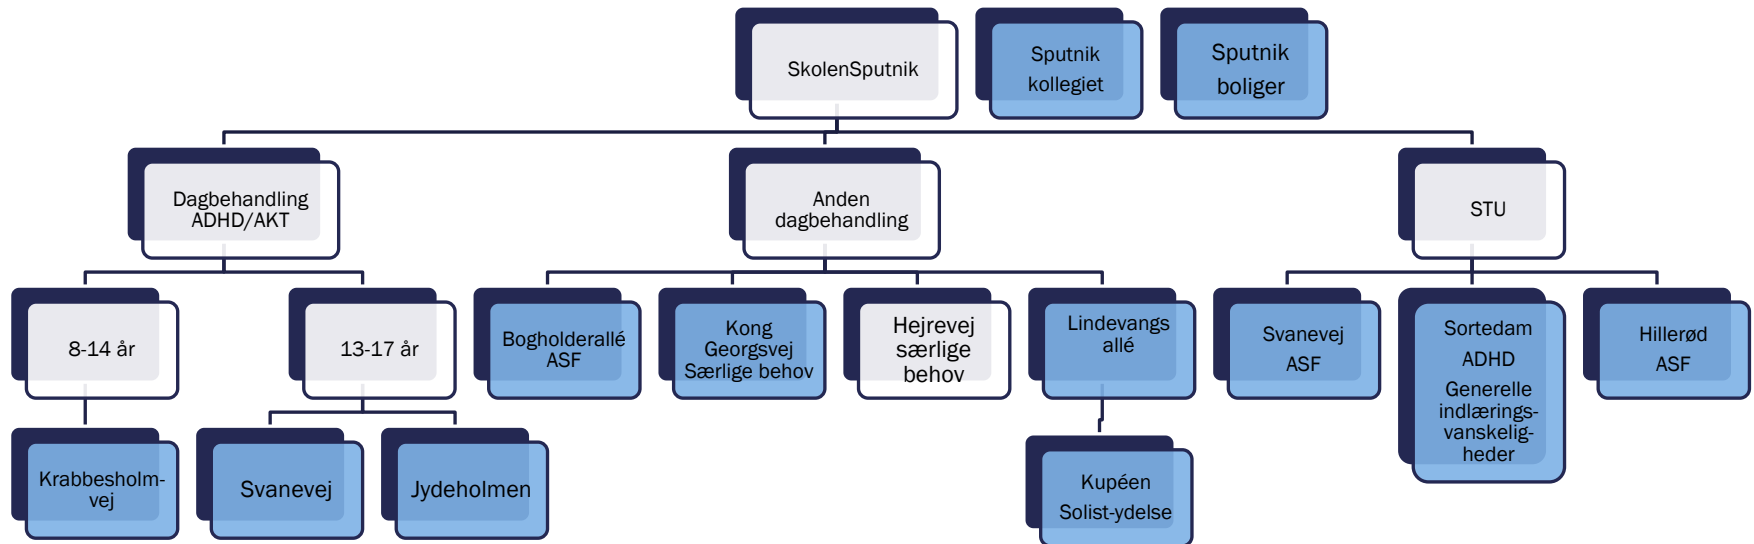 SkolenSputnik
Sputnik
kollegiet
Sputnik
boliger
Dagbehandling
ADHD/AKT
Anden
dagbehandling
STU
8-14 år
13-17 år
Bogholderallé
ASF
Kong
Georgsvej
Særlige behov
Hejrevej
særlige
behov
Lindevangs
allé
Svanevej
ASF
Sortedam
ADHD
Generelle
indlærings-
vanskelig-
heder
Hillerød
ASF
Krabbesholm-
vej
Svanevej
Jydeholmen
Kupéen
Solist-ydelse